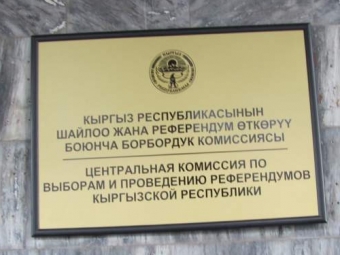 КЫРГЫЗ РЕСПУБЛИКАСЫНЫН
ШАЙЛОО ЖАНА РЕФЕРЕНДУМ ӨТКӨРҮҮ
БОЮНЧА БОРБОРДУК КОМИССИЯСЫ
ЦЕНТРАЛЬНАЯ КОМИССИЯ ПО
ВЫБОРАМ И ПРОВЕДЕНИЮ РЕФЕРЕНДУМОВ
КЫРГЫЗСКОЙ РЕСПУБЛИКИ